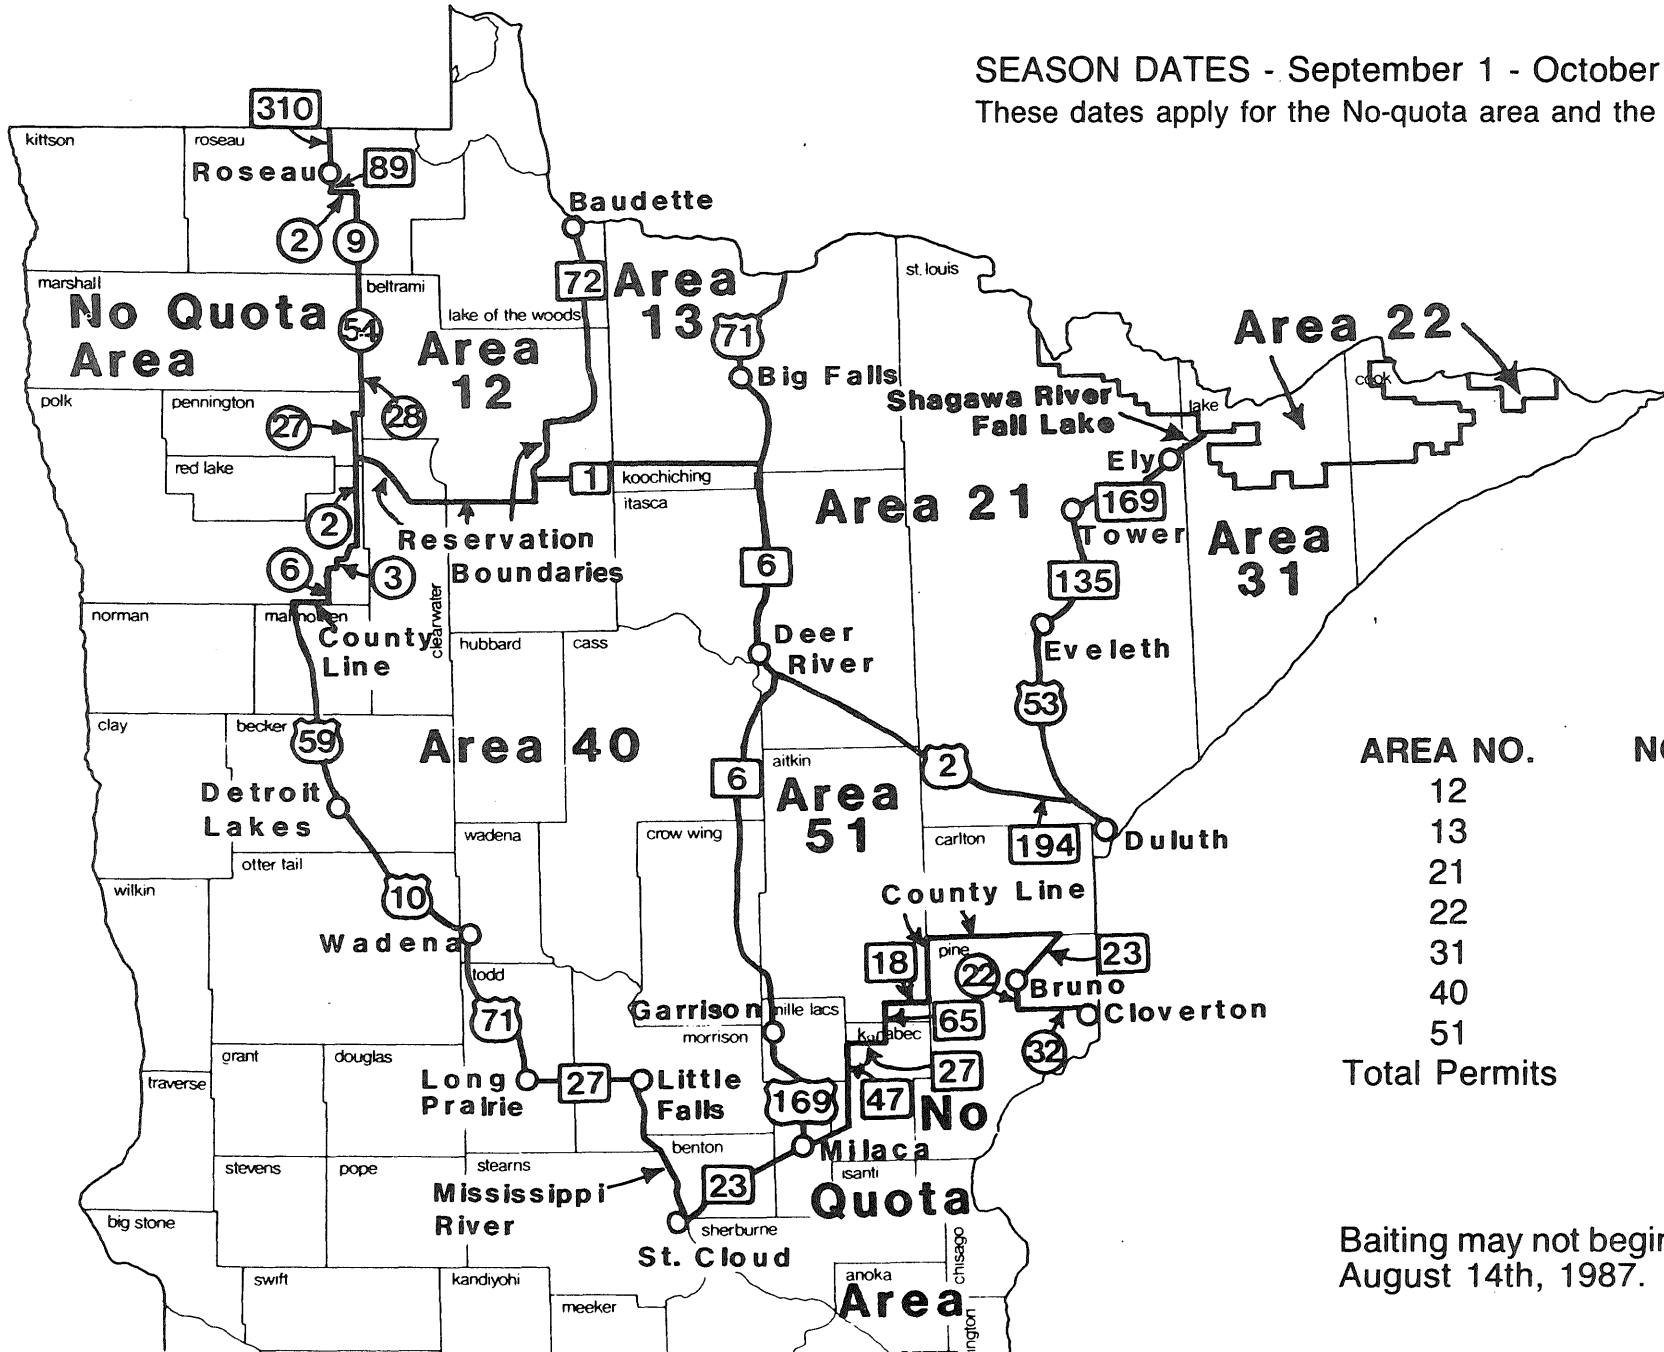 SEASON DATES - September 1 - October
These dates apply for the No-quota area and the
310
kittson
roseau
Roseau
89
Baudette
2
9
72
Area
13
st. louis
marshall
beltrami
No Quota
Area
lake of the woods
54
Area
12
71
Area 22
Big Falls
cook
polk
pennington
28
27
Shagawa River
Fall Lake
lake
Ely
red lake
1
koochiching
itasca
Area 21
169
2
Tower
Reservation
Boundaries
Area
31
6
3
6
135
norman
County
Line
clearwater
hubbard
cass
Deer
River
Eveleth
53
clay
becker
59
Area 40
6
aitkin
2
AREA NO.
Area
51
Detroit
Lakes
12
13
21
22
31
40
51
Total Permits
wadena
crow wing
carlton
194
Duluth
otter tail
wilkin
10
County Line
Wadena
18
pine
22
23
todd
Bruno
71
Garrison
mille lacs
65
Cloverton
morrison
kanabec
32
grant
douglas
traverse
Long
Prairie
27
Little
Falls
169
47
27
No
benton
Milaca
stevens
pope
stearns
isanti
Mississippi
River
23
Quota
big stone
sherburne
St. Cloud
chisago
Baiting may not begin
August 14th, 1987.
swift
kandiyohi
anoka
Area
meeker